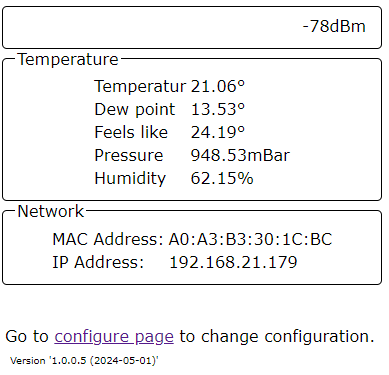 -78dBm
Temperature
Temperatur 21.06°
Dew point 13.53°
Feels like 24.19°
Pressure 948.53mBar
Humidity 62.15%
Network
MAC Address: A0:A3:B3:30:1C:BC
IP Address: 192.168.21.179
Go to configure page to change configuration.
Version '1.0.0.5 (2024-05-01)'